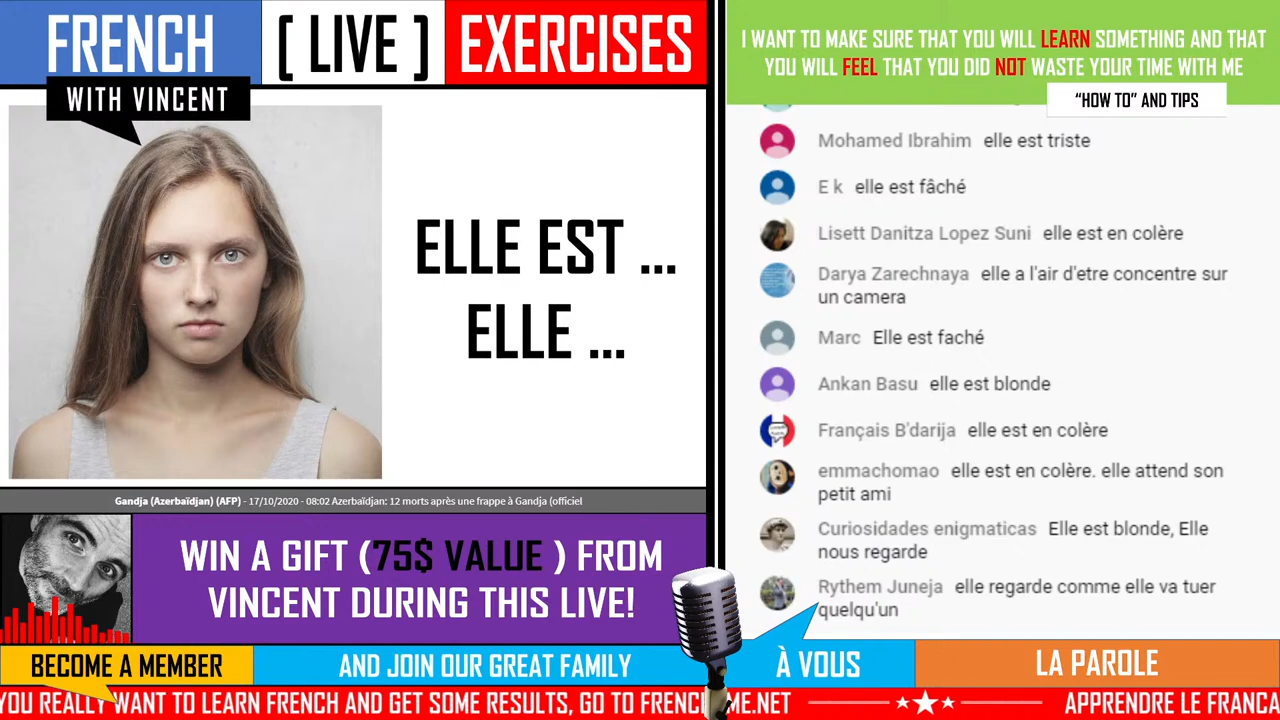 FRENCH
WITH VINCENT
[ LIVE ]
EXERCISES
ELLE EST ...
ELLE ...
Gandja (Azerbaïdjan) (AFP) - 17/10/2020 - 08:02 Azerbaïdjan: 12 morts après une frappe à Gandja (officiel
WIN A GIFT (75$ VALUE ) FROM
VINCENT DURING THIS LIVE!
BECOME A MEMBER
AND JOIN OUR GREAT FAMILY
I WANT TO MAKE SURE THAT YOU WILL LEARN SOMETHING AND THAT
YOU WILL FEEL THAT YOU DID NOT WASTE YOUR TIME WITH ME
“HOW TO” AND TIPS
Mohamed Ibrahim elle est triste
E k elle est fâché
Lisett Danitza Lopez Suni elle est en colère
Darya Zarechnaya elle a l'air d'etre concentre sur
un camera
Marc Elle est faché
Ankan Basu elle est blonde
Français B'darija elle est en colère
emmachomao elle est en colère. elle attend son
petit ami
Curiosidades enigmaticas Elle est blonde, Elle
nous regarde
Rythem Juneja elle regarde comme elle va tuer
quelqu'un
À VOUS
LA PAROLE
YOU REALLY WANT TO LEARN FRENCH AND GET SOME RESULTS, GO TO FRENCH ME.NET
APPRENDRE LE FRANCA